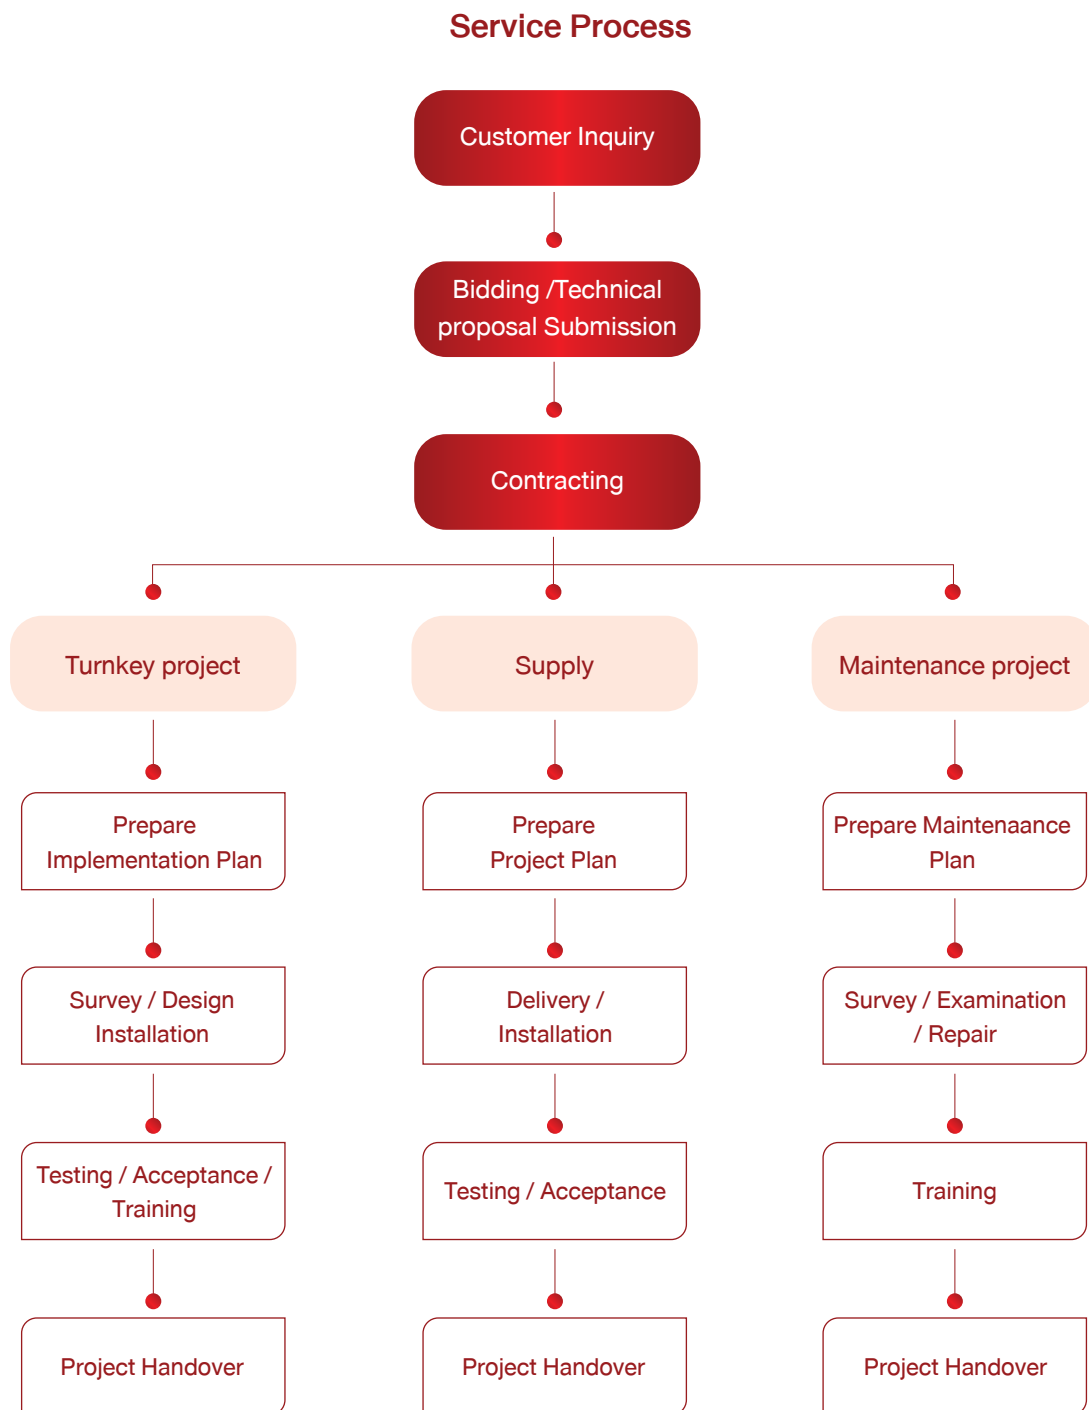 Service Process
Customer Inquiry
Bidding /Technical
proposal Submission
Contracting
Turnkey project
Supply
Maintenance project
Prepare
Implementation Plan
Prepare
Project Plan
Prepare Maintenaance
Plan
Survey / Design
Installation
Delivery /
Installation
Survey / Examination
/ Repair
Testing / Acceptance /
Training
Testing / Acceptance
Training
Project Handover
Project Handover
Project Handover